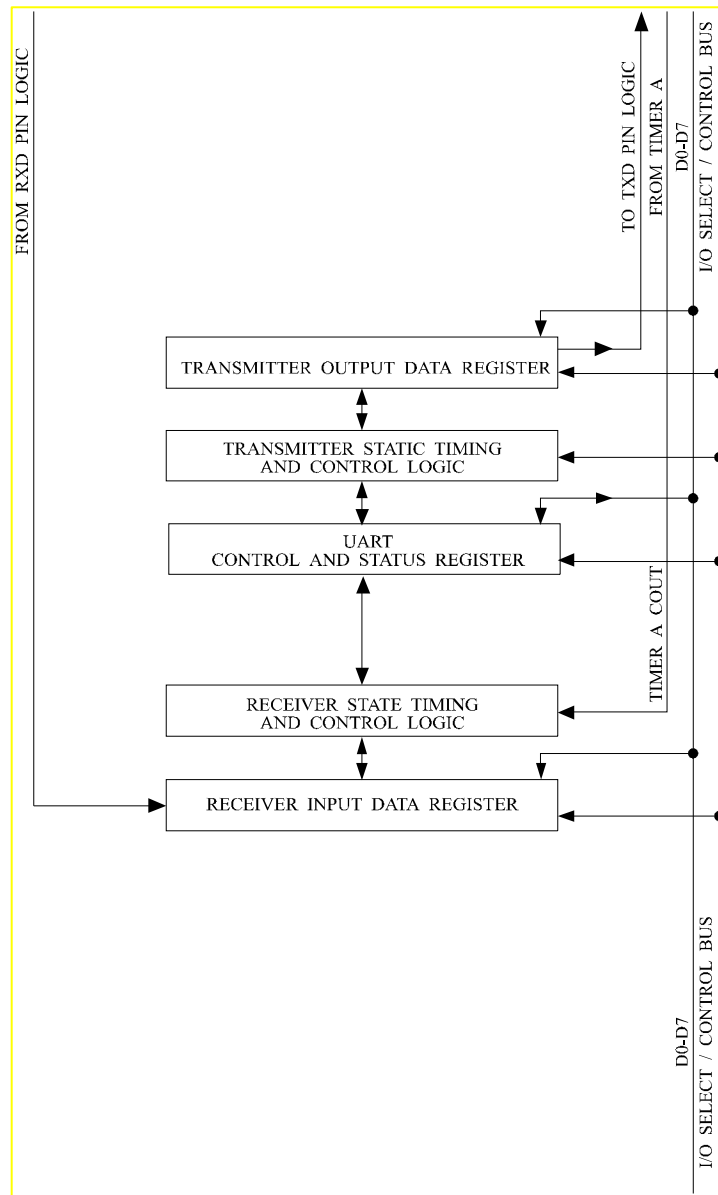 FROM RXD PIN LOGIC
TO TXD PIN LOGIC
FROM TIMER A
D0-D7
I/O SELECT / CONTROL BUS
TRANSMITTER OUTPUT DATA REGISTER
TRANSMITTER STATIC TIMING
AND CONTROL LOGIC
UART
CONTROL AND STATUS REGISTER
TIMER A COUT
RECEIVER STATE TIMING
AND CONTROL LOGIC
RECEIVER INPUT DATA REGISTER
D0-D7
I/O SELECT / CONTROL BUS